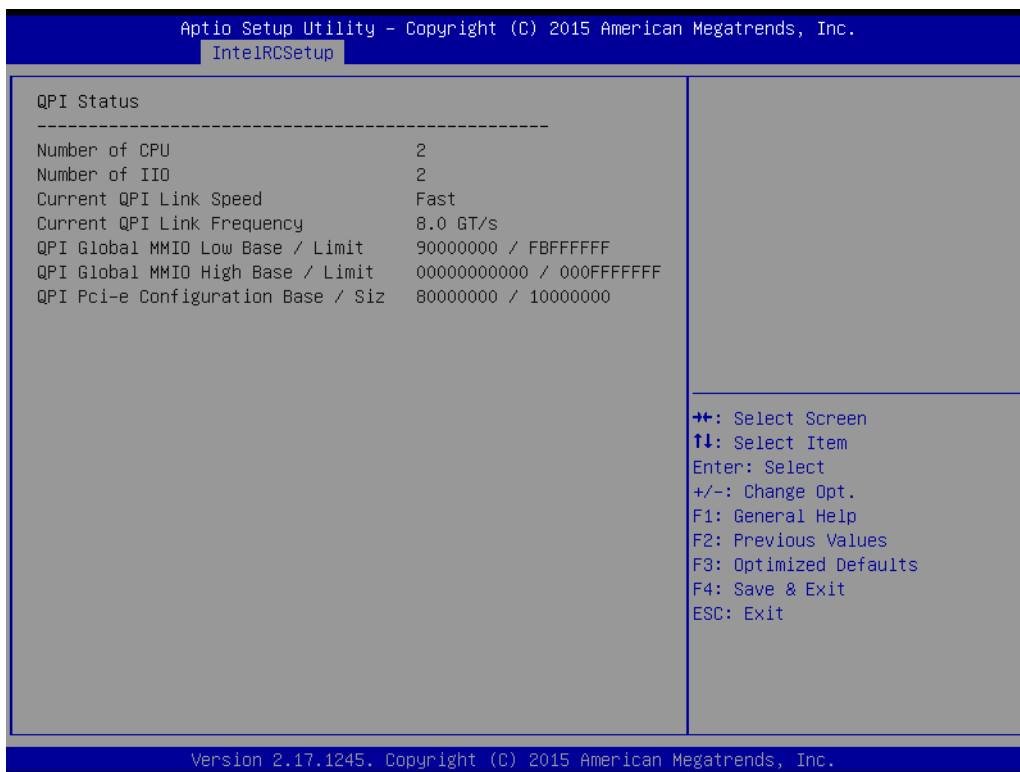 Aptio Setup Utility – Copyright (C) 2015 American Megatrends, Inc.
IntelRCSetup
QPI Status
--------------------------------------------------
Number of CPU 2
Number of IIO 2
Current QPI Link Speed Fast
Current QPI Link Frequency 8.0 GT/s
QPI Global MMIO Low Base / Limit 90000000 / FBFFFFFF
QPI Global MMIO High Base / Limit 00000000000 / 000FFFFFFFF
QPI Pci-e Configuration Base / Siz 80000000 / 10000000
→←: Select Screen
↑↓: Select Item
Enter: Select
+/-: Change Opt.
F1: General Help
F2: Previous Values
F3: Optimized Defaults
F4: Save & Exit
ESC: Exit
Version 2.17.1245. Copyright (C) 2015 American Megatrends, Inc.